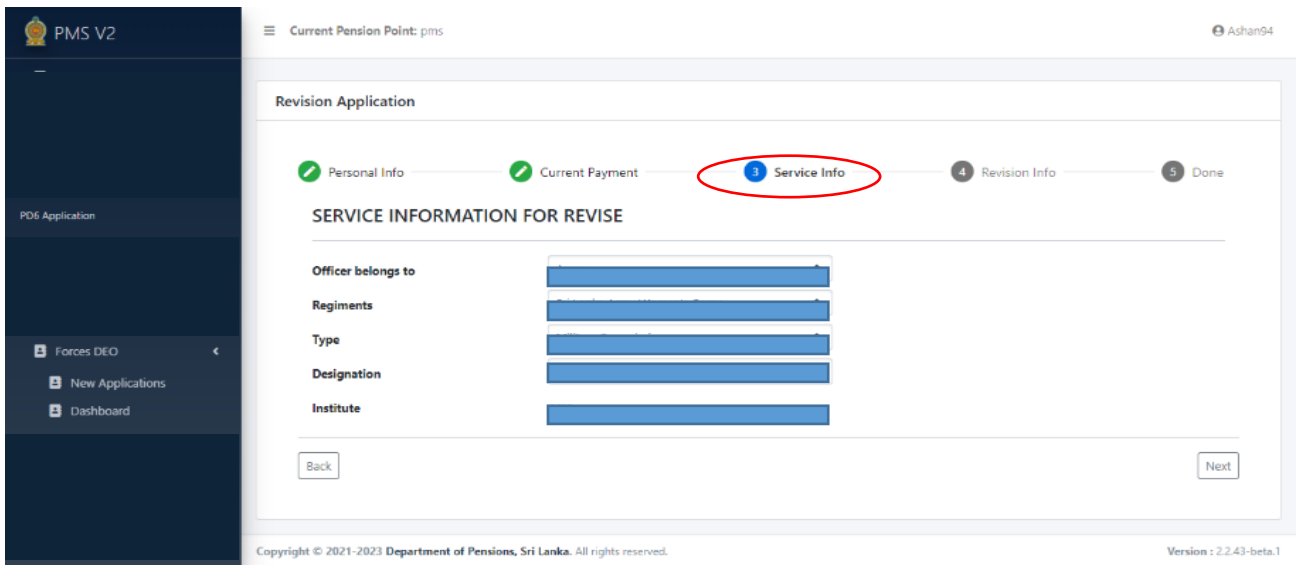 PMS V2
Current Pension Point: pms
Ashan94
Revision Application
Personal Info
Current Payment
3 Service Info
4 Revision Info
5 Done
PD6 Application
SERVICE INFORMATION FOR REVISE
Officer belongs to
Regiments
Type
Designation
Institute
Forces DEO
New Applications
Dashboard
Back
Next
Copyright © 2021-2023 Department of Pensions, Sri Lanka. All rights reserved.
Version : 2.2.43-beta.1